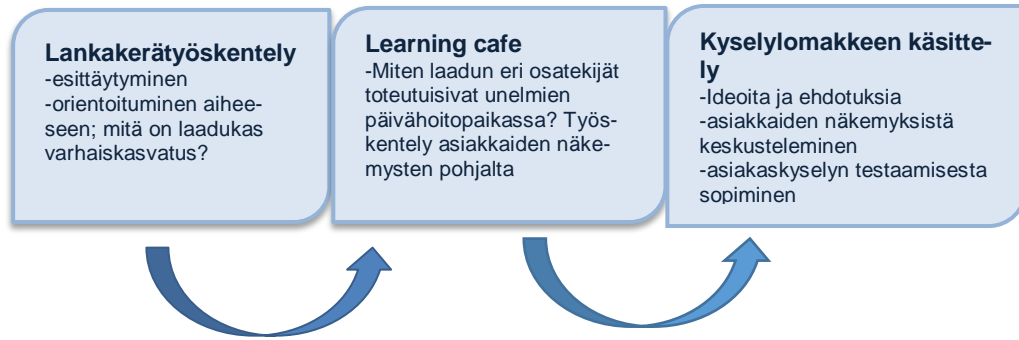 Lankakerätyöskentely
-esittäytyminen
-orientoituminen aihee-
seen; mitä on laadukas
varhaiskasvatus?
Learning cafe
-Miten laadun eri osatekijät
toteutuisivat unelmien
päivähoitopaikassa? Työs-
kentely asiakkaiden näke-
mysten pohjalta
Kyselylomakkeen käsitte-
ly
-Ideoita ja ehdotuksia
-asiakkaiden näkemyksistä
keskusteleminen
-asiakaskyselyn testaamisesta
sopiminen